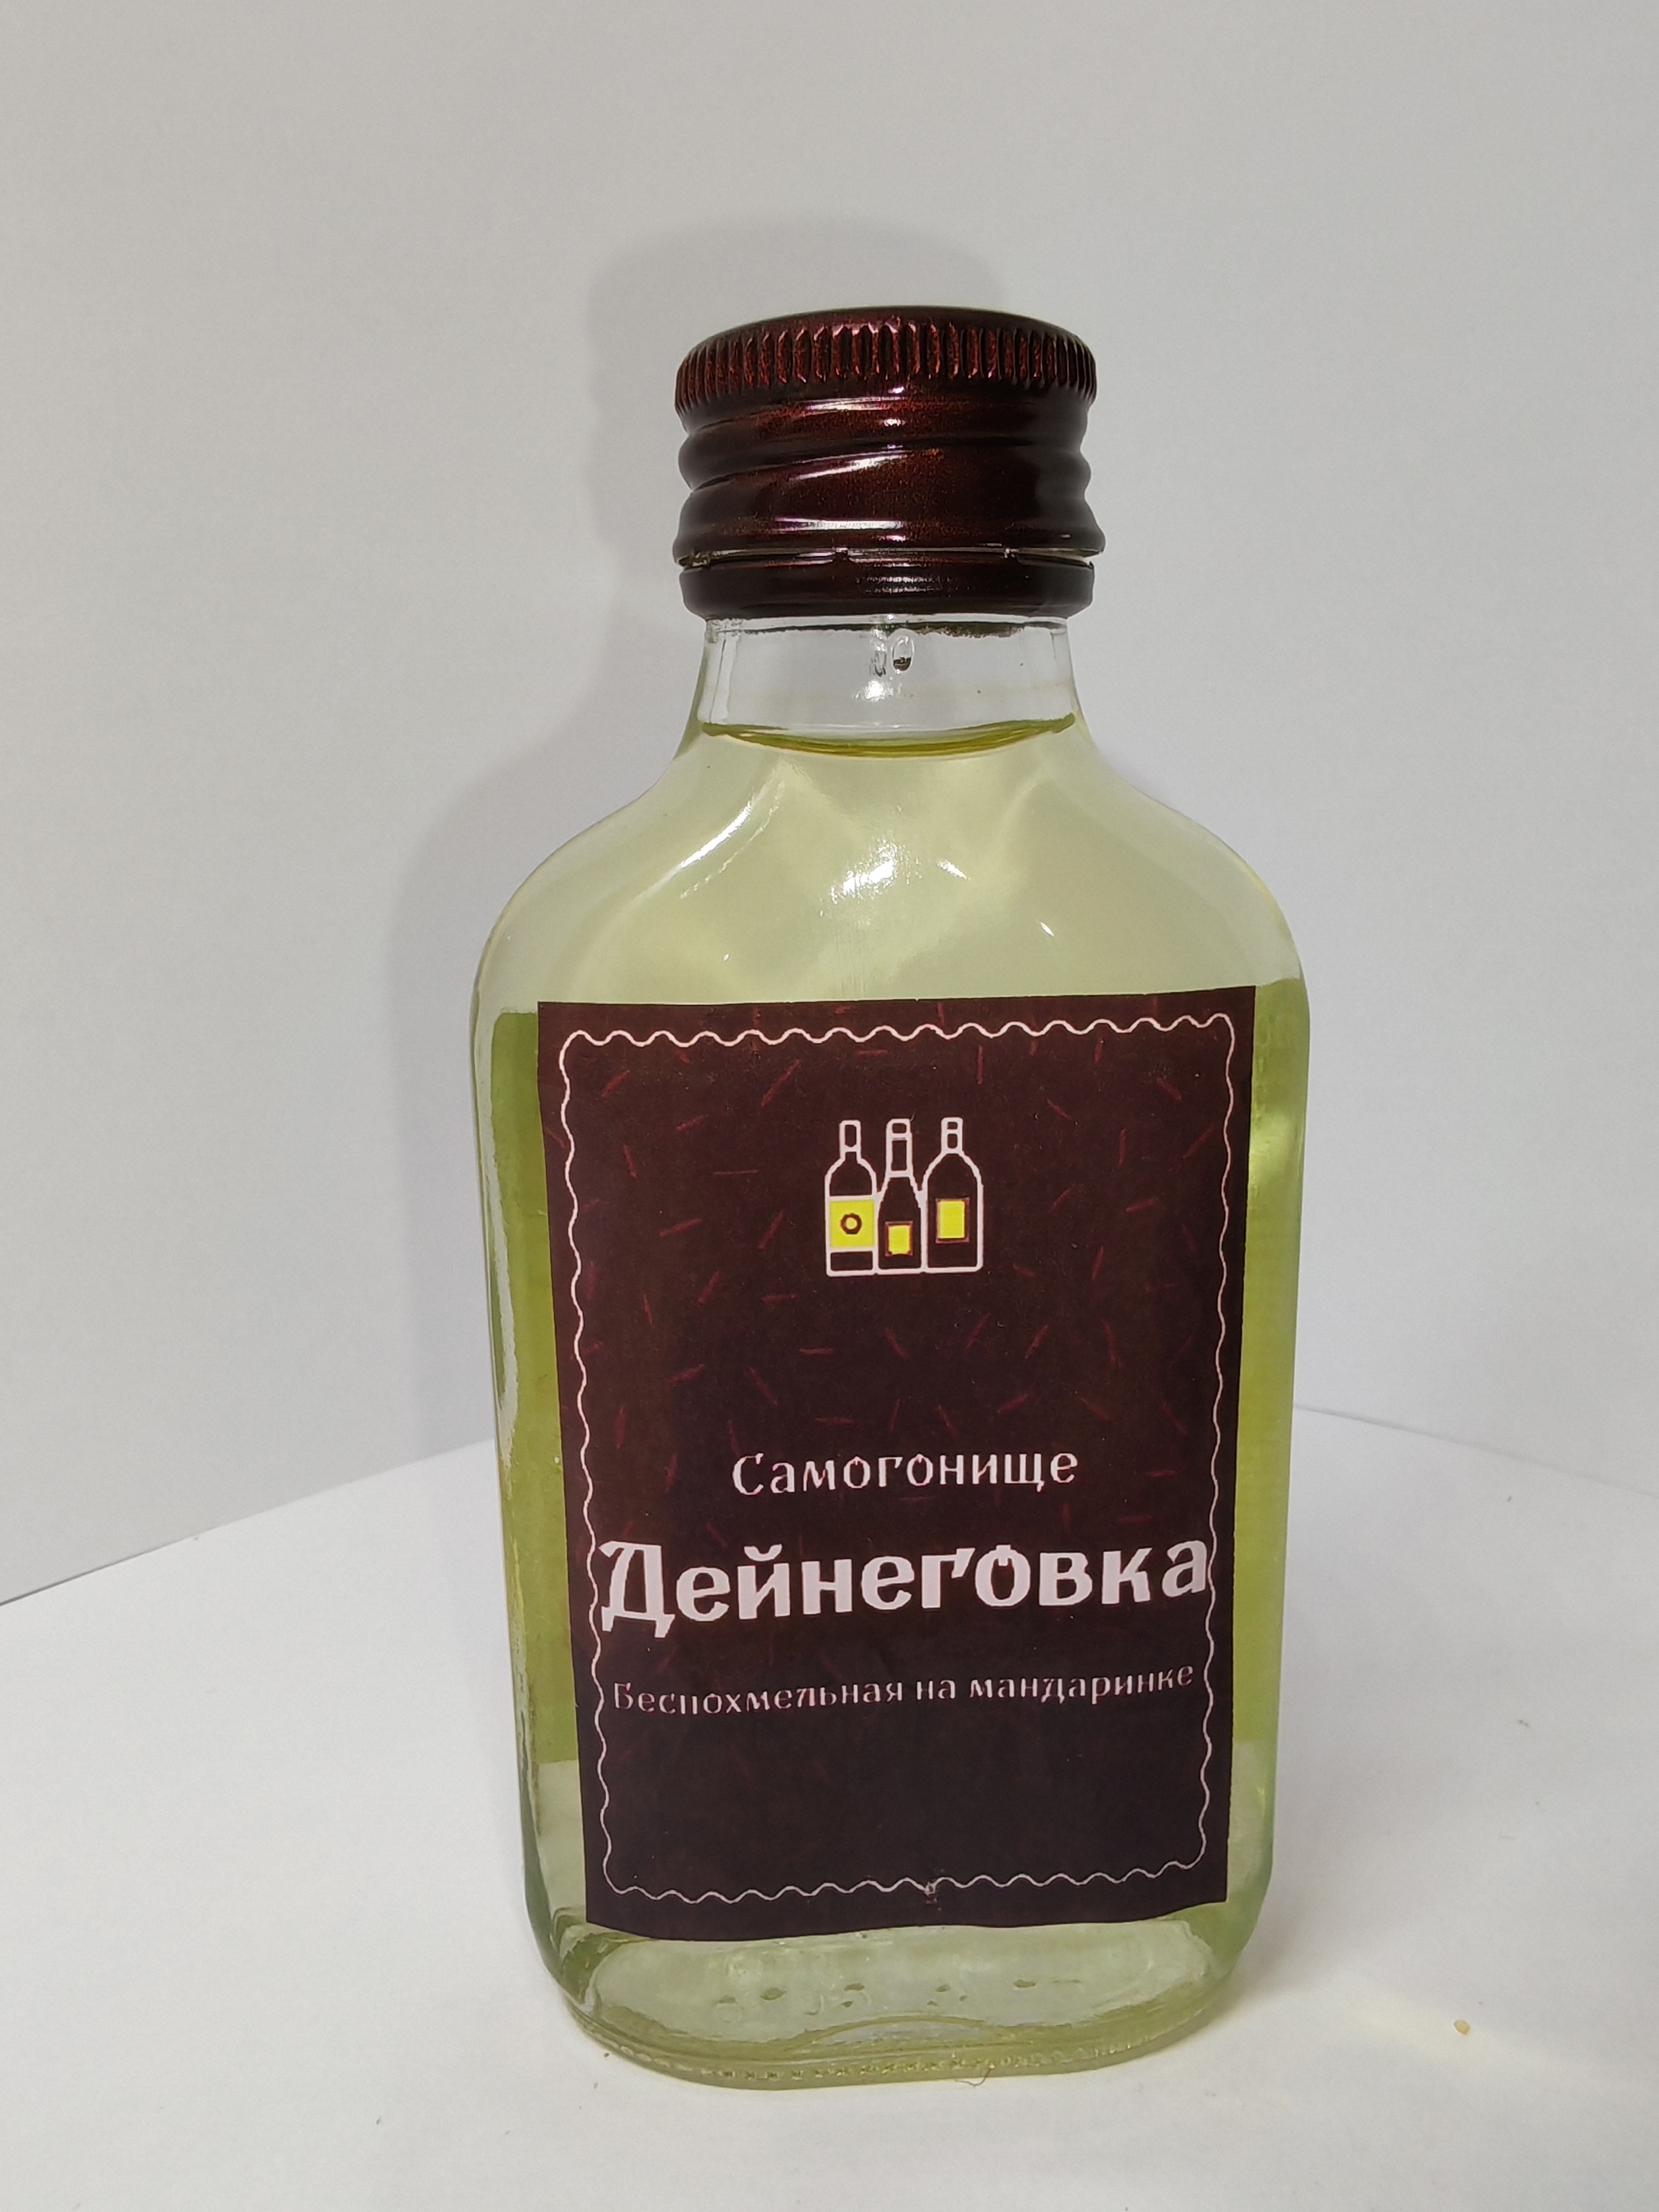 Самогонище
Дейнеговка
Беспохмельная на мандаринке